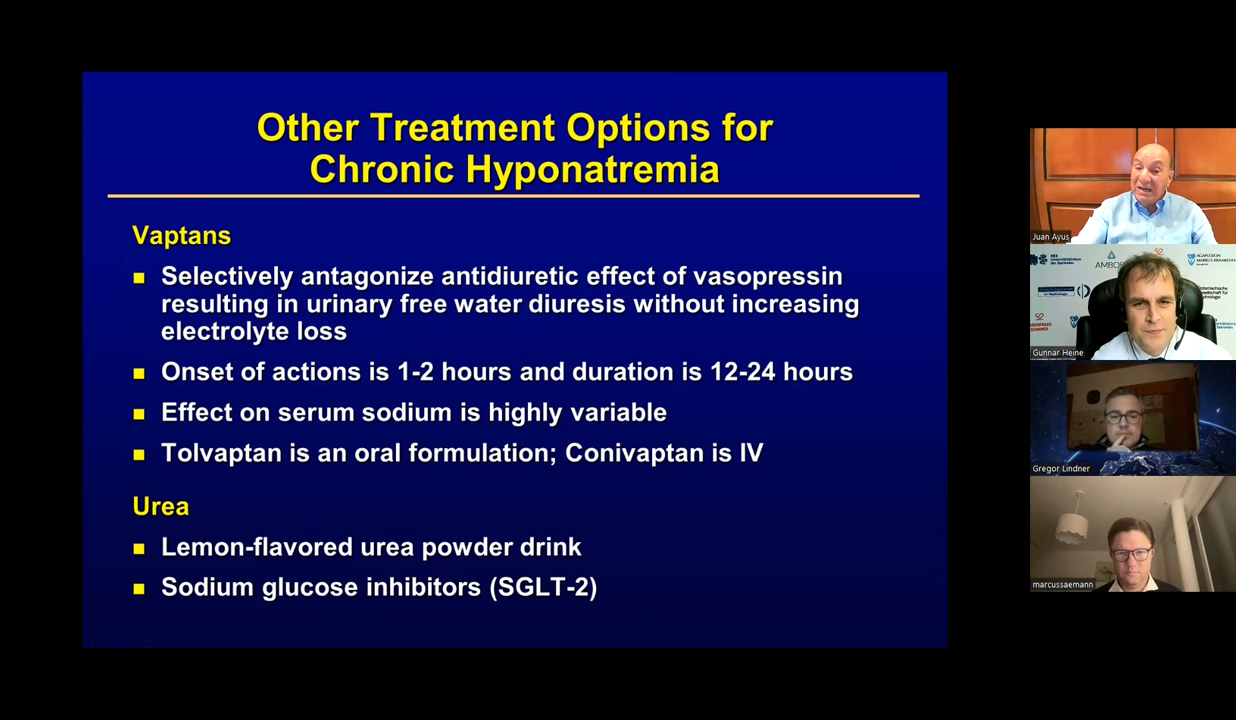 Other Treatment Options for
Chronic Hyponatremia
Vaptans
Selectively antagonize antidiuretic effect of vasopressin
resulting in urinary free water diuresis without increasing
electrolyte loss
Onset of actions is 1-2 hours and duration is 12-24 hours
Effect on serum sodium is highly variable
Tolvaptan is an oral formulation; Conivaptan is IV
Urea
Lemon-flavored urea powder drink
Sodium glucose inhibitors (SGLT-2)
Juan Ayus
Gunnar Heine
Gregor Lindner
marcussaemann